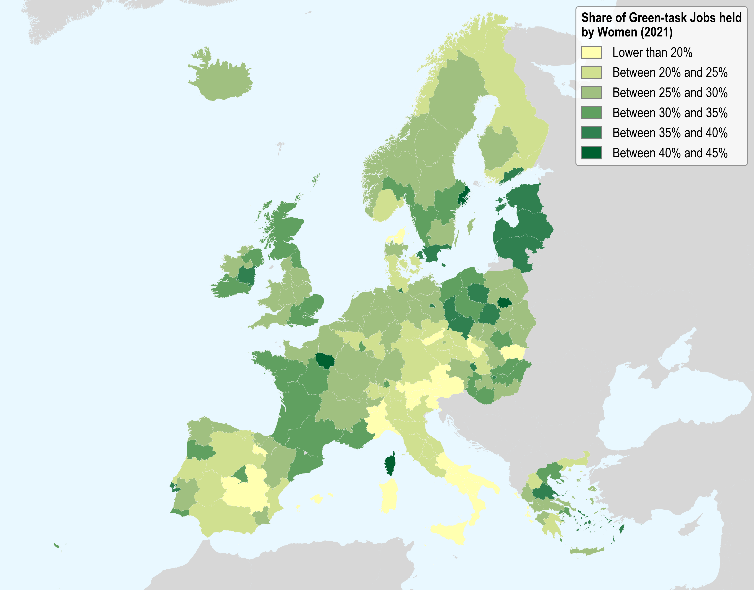 Share of Green-task Jobs held
by Women (2021)
Lower than 20%
Between 20% and 25%
Between 25% and 30%
Between 30% and 35%
Between 35% and 40%
Between 40% and 45%